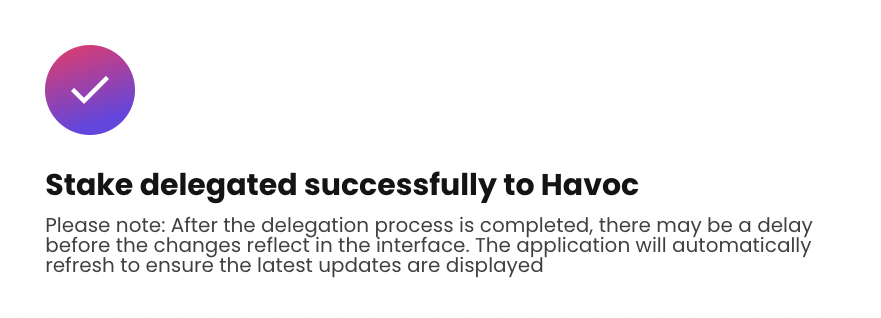 Stake delegated successfully to Havoc
Please note: After the delegation process is completed, there may be a delay
before the changes reflect in the interface. The application will automatically
refresh to ensure the latest updates are displayed